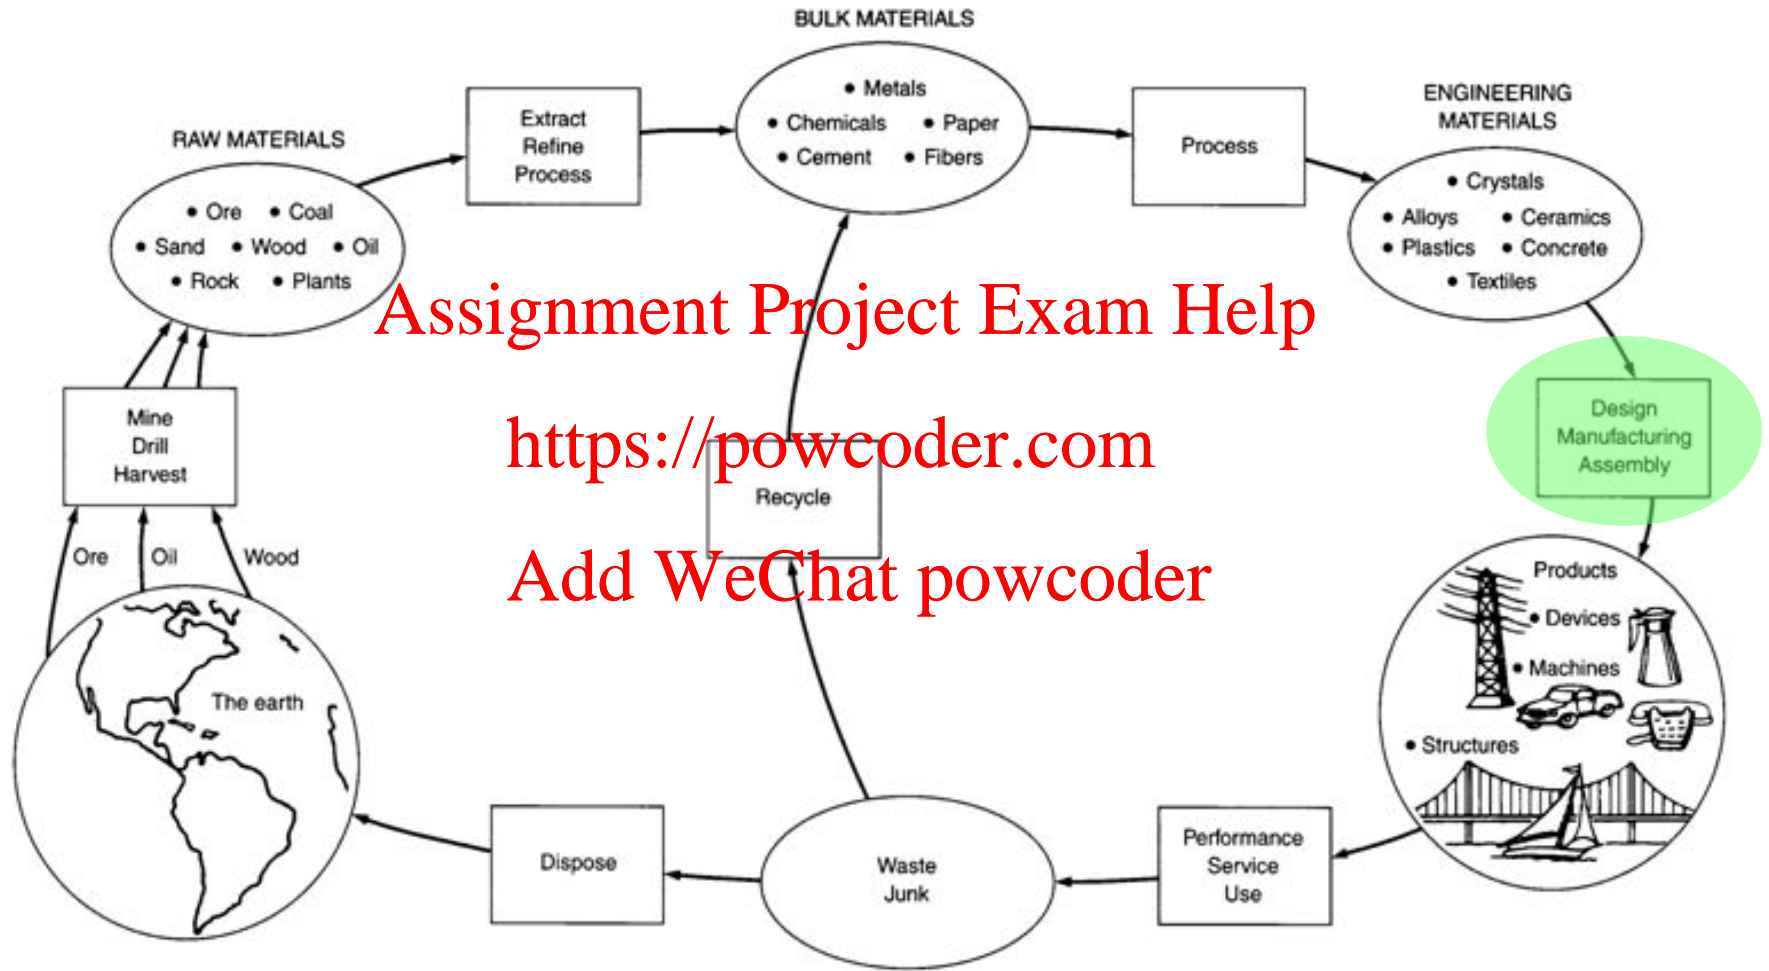 BULK MATERIALS
• Metals
• Chemicals • Paper
• Cement • Fibers
Extract
Refine
Process
Process
ENGINEERING
MATERIALS
• Crystals
• Alloys • Ceramics
• Plastics • Concrete
• Textiles
RAW MATERIALS
• Ore • Coal
• Sand • Wood • Oil
• Rock • Plants
Assignment Project Exam Help
Mine
Drill
Harvest
https://powcoder.com
Recycle
Design
Manufacturing
Assembly
Ore Oil Wood
Add WeChat powcoder
Products
• Devices
• Machines
• Structures
The earth
Dispose
Waste
Junk
Performance
Service
Use